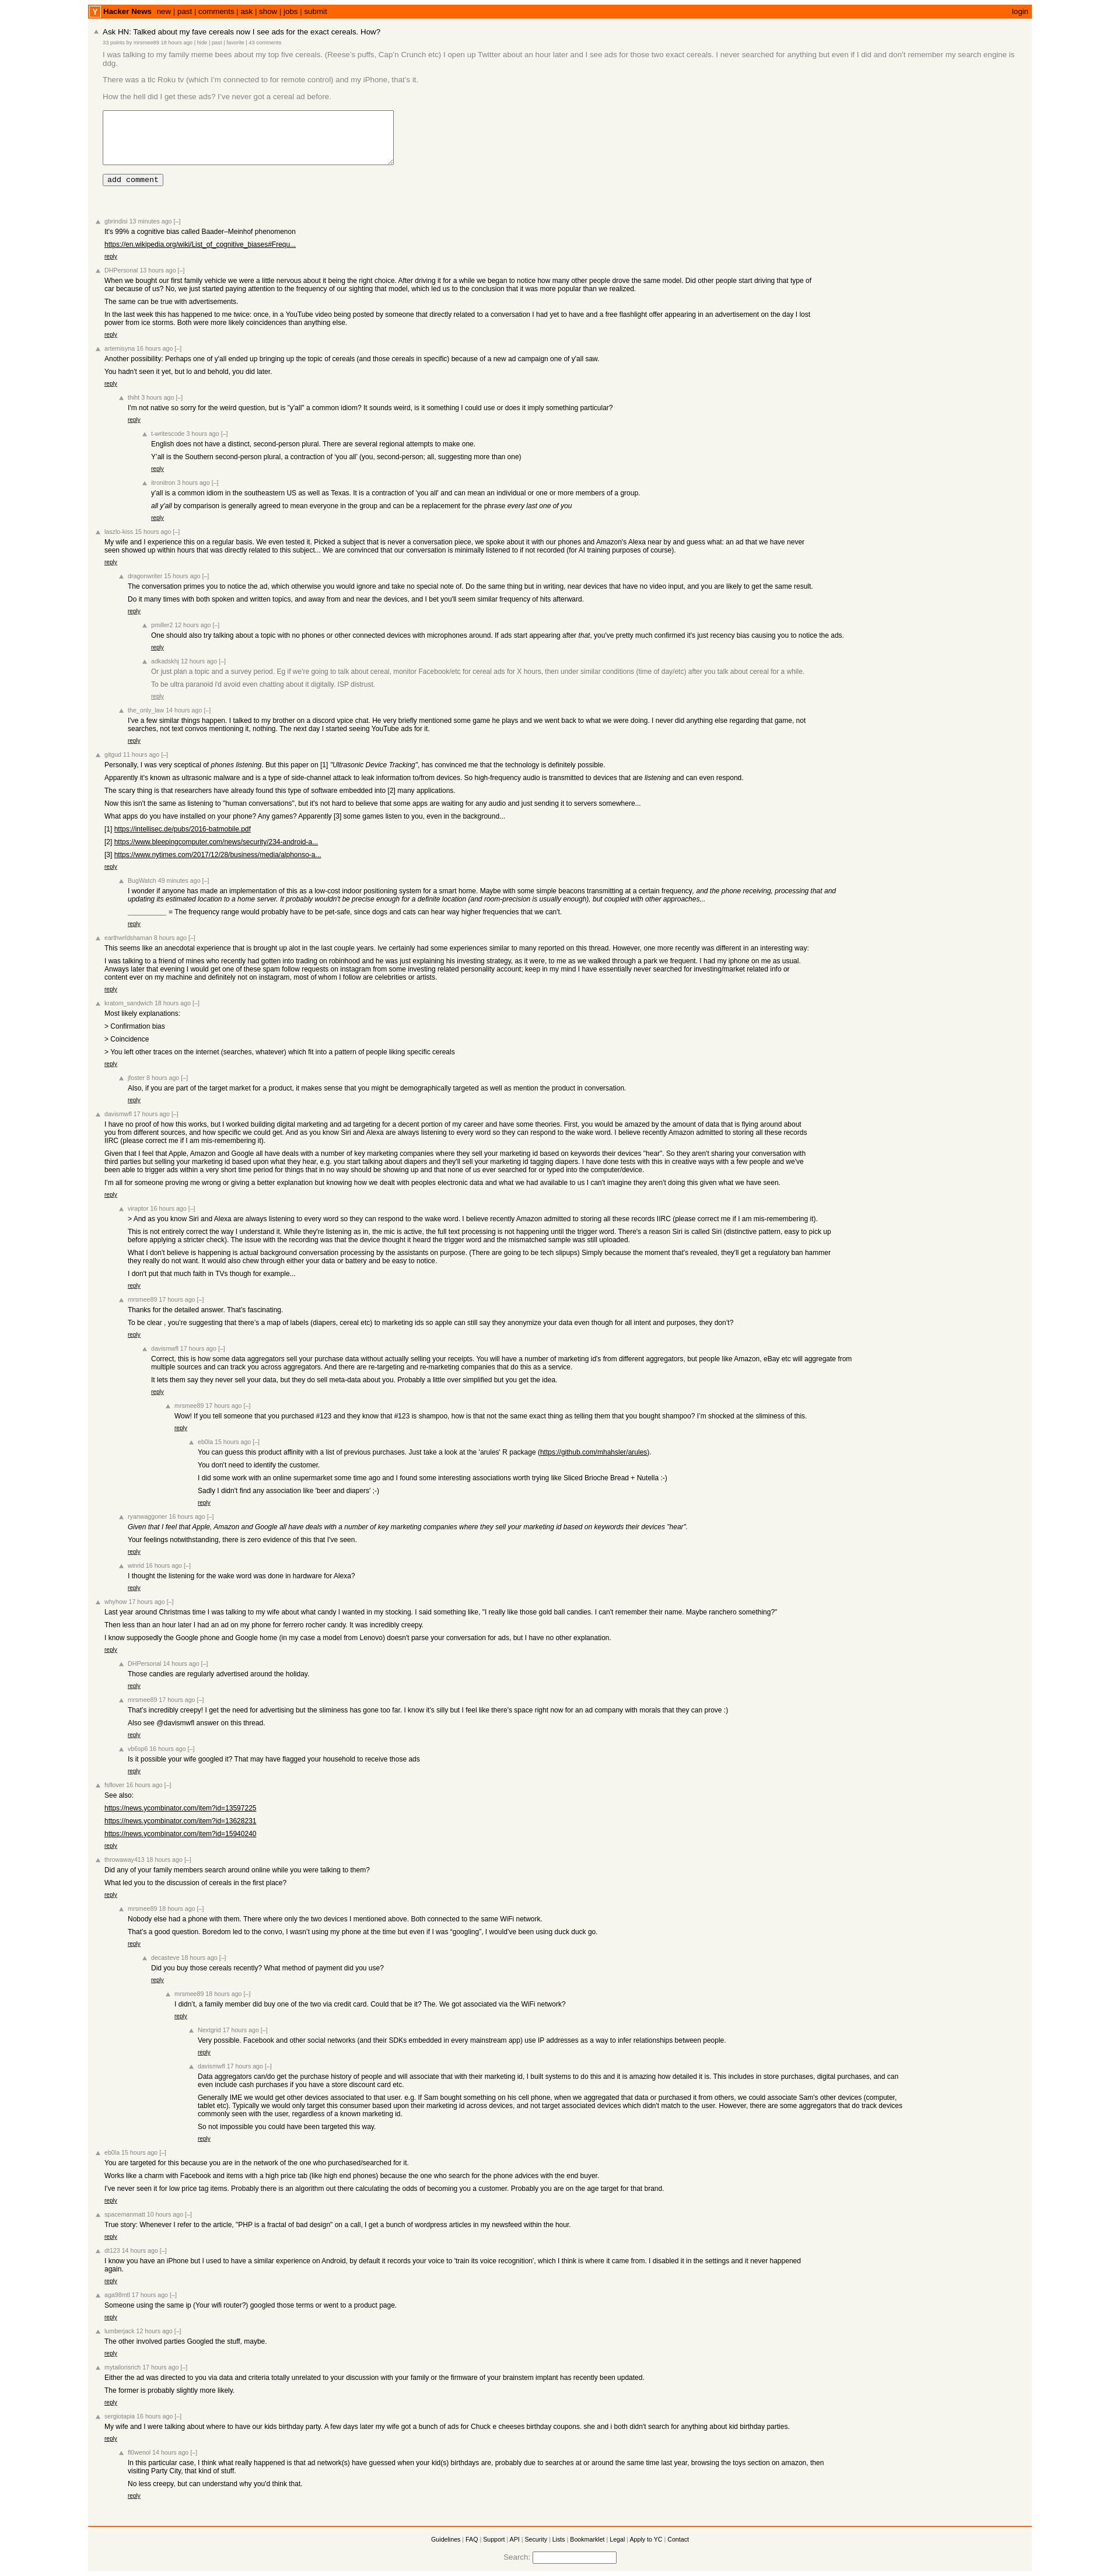 Y Hacker News new | past | comments | ask | show | jobs | submit login
Ask HN: Talked about my fave cereals now I see ads for the exact cereals. How?
33 points by mrsmee89 19 hours ago | hide | past | favorite | 43 comments
I was talking to my family meme bees about my top five cereals. (Reese's puffs, Cap'n Crunch etc) I open up Twitter about an hour later and I see ads for those two exact cereals. I never searched for anything but even if I did and don't remember my search engine is
ddg.
There was a tlc Roku tv (which I'm connected to for remote control) and my iPhone, that's it.
How the hell did I get these ads? I've never got a cereal ad before.
add comment
gbrindisi 13 minutes ago [–]
It's 99% a cognitive bias called Baader–Meinhof phenomenon
https://en.wikipedia.org/wiki/List_of_cognitive_biases#Frequ...
reply
DHPersonal 13 hours ago [–]
When we bought our first family vehicle we were a little nervous about it being the right choice. After driving it for a while we began to notice how many other people drove the same model. Did other people start driving that type of
car because of us? No, we just started paying attention to the frequency of our sighting that model, which led us to the conclusion that it was more popular than we realized.
The same can be true with advertisements.
In the last week this has happened to me twice: once, in a YouTube video being posted by someone that directly related to a conversation I had yet to have and a free flashlight offer appearing in an advertisement on the day I lost
power from ice storms. Both were more likely coincidences than anything else.
reply
artemisyna 16 hours ago [–]
Another possibility: Perhaps one of y'all ended up bringing up the topic of cereals (and those cereals in specific) because of a new ad campaign one of y'all saw.
You hadn't seen it yet, but lo and behold, you did later.
reply
thiht 3 hours ago [–]
I'm not native so sorry for the weird question, but is "y'all" a common idiom? It sounds weird, is it something I could use or does it imply something particular?
reply
t-writescode 3 hours ago [–]
English does not have a distinct, second-person plural. There are several regional attempts to make one.
Y'all is the Southern second-person plural, a contraction of 'you all' (you, second-person; all, suggesting more than one)
reply
itronitron 3 hours ago [–]
y'all is a common idiom in the southeastern US as well as Texas. It is a contraction of 'you all' and can mean an individual or one or more members of a group.
all y'all by comparison is generally agreed to mean everyone in the group and can be a replacement for the phrase every last one of you
reply
laszlo-kiss 15 hours ago [–]
My wife and I experience this on a regular basis. We even tested it. Picked a subject that is never a conversation piece, we spoke about it with our phones and Amazon's Alexa near by and guess what: an ad that we have never
seen showed up within hours that was directly related to this subject... We are convinced that our conversation is minimally listened to if not recorded (for AI training purposes of course).
reply
dragonwriter 15 hours ago [–]
The conversation primes you to notice the ad, which otherwise you would ignore and take no special note of. Do the same thing but in writing, near devices that have no video input, and you are likely to get the same result.
Do it many times with both spoken and written topics, and away from and near the devices, and I bet you'll seem similar frequency of hits afterward.
reply
pmiller2 12 hours ago [–]
One should also try talking about a topic with no phones or other connected devices with microphones around. If ads start appearing after that, you've pretty much confirmed it's just recency bias causing you to notice the ads.
reply
adkadskhj 12 hours ago [–]
Or just plan a topic and a survey period. Eg if we're going to talk about cereal, monitor Facebook/etc for cereal ads for X hours, then under similar conditions (time of day/etc) after you talk about cereal for a while.
To be ultra paranoid i'd avoid even chatting about it digitally. ISP distrust.
reply
the_only_law 14 hours ago [–]
I've a few similar things happen. I talked to my brother on a discord vpice chat. He very briefly mentioned some game he plays and we went back to what we were doing. I never did anything else regarding that game, not
searches, not text convos mentioning it, nothing. The next day I started seeing YouTube ads for it.
reply
gitgud 11 hours ago [–]
Personally, I was very sceptical of phones listening. But this paper on [1] "Ultrasonic Device Tracking", has convinced me that the technology is definitely possible.
Apparently it's known as ultrasonic malware and is a type of side-channel attack to leak information to/from devices. So high-frequency audio is transmitted to devices that are listening and can even respond.
The scary thing is that researchers have already found this type of software embedded into [2] many applications.
Now this isn't the same as listening to "human conversations", but it's not hard to believe that some apps are waiting for any audio and just sending it to servers somewhere...
What apps do you have installed on your phone? Any games? Apparently [3] some games listen to you, even in the background...
[1] https://intellisec.de/pubs/2016-batmobile.pdf
[2] https://www.bleepingcomputer.com/news/security/234-android-a...
[3] https://www.nytimes.com/2017/12/28/business/media/alphonso-a...
reply
BugWatch 49 minutes ago [–]
I wonder if anyone has made an implementation of this as a low-cost indoor positioning system for a smart home. Maybe with some simple beacons transmitting at a certain frequency, and the phone receiving, processing that and
updating its estimated location to a home server. It probably wouldn't be precise enough for a definite location (and room-precision is usually enough), but coupled with other approaches...
__________ = The frequency range would probably have to be pet-safe, since dogs and cats can hear way higher frequencies that we can't.
reply
earthwrldshaman 8 hours ago [–]
This seems like an anecdotal experience that is brought up alot in the last couple years. Ive certainly had some experiences similar to many reported on this thread. However, one more recently was different in an interesting way:
I was talking to a friend of mines who recently had gotten into trading on robinhood and he was just explaining his investing strategy, as it were, to me as we walked through a park we frequent. I had my iphone on me as usual.
Anways later that evening I would get one of these spam follow requests on instagram from some investing related personality account; keep in my mind I have essentially never searched for investing/market related info or
content ever on my machine and definitely not on instagram, most of whom I follow are celebrities or artists.
reply
kratom_sandwich 18 hours ago [–]
Most likely explanations:
> Confirmation bias
> Coincidence
> You left other traces on the internet (searches, whatever) which fit into a pattern of people liking specific cereals
reply
jfoster 8 hours ago [–]
Also, if you are part of the target market for a product, it makes sense that you might be demographically targeted as well as mention the product in conversation.
reply
davismwfl 17 hours ago [–]
I have no proof of how this works, but I worked building digital marketing and ad targeting for a decent portion of my career and have some theories. First, you would be amazed by the amount of data that is flying around about
you from different sources, and how specific we could get. And as you know Siri and Alexa are always listening to every word so they can respond to the wake word. I believe recently Amazon admitted to storing all these records
IIRC (please correct me if I am mis-remembering it).
Given that I feel that Apple, Amazon and Google all have deals with a number of key marketing companies where they sell your marketing id based on keywords their devices "hear". So they aren't sharing your conversation with
third parties but selling your marketing id based upon what they hear, e.g. you start talking about diapers and they'll sell your marketing id tagging diapers. I have done tests with this in creative ways with a few people and we've
been able to trigger ads within a very short time period for things that in no way should be showing up and that none of us ever searched for or typed into the computer/device.
I'm all for someone proving me wrong or giving a better explanation but knowing how we dealt with peoples electronic data and what we had available to us I can't imagine they aren't doing this given what we have seen.
reply
viraptor 16 hours ago [–]
> And as you know Siri and Alexa are always listening to every word so they can respond to the wake word. I believe recently Amazon admitted to storing all these records IIRC (please correct me if I am mis-remembering it).
This is not entirely correct the way I understand it. While they're listening as in, the mic is active, the full text processing is not happening until the trigger word. There's a reason Siri is called Siri (distinctive pattern, easy to pick up
before applying a stricter check). The issue with the recording was that the device thought it heard the trigger word and the mismatched sample was still uploaded.
What I don't believe is happening is actual background conversation processing by the assistants on purpose. (There are going to be tech slipups) Simply because the moment that's revealed, they'll get a regulatory ban hammer
they really do not want. It would also chew through either your data or battery and be easy to notice.
I don't put that much faith in TVs though for example...
reply
mrsmee89 17 hours ago [–]
Thanks for the detailed answer. That's fascinating.
To be clear , you're suggesting that there's a map of labels (diapers, cereal etc) to marketing ids so apple can still say they anonymize your data even though for all intent and purposes, they don't?
reply
davismwfl 17 hours ago [–]
Correct, this is how some data aggregators sell your purchase data without actually selling your receipts. You will have a number of marketing id's from different aggregators, but people like Amazon, eBay etc will aggregate from
multiple sources and can track you across aggregators. And there are re-targeting and re-marketing companies that do this as a service.
It lets them say they never sell your data, but they do sell meta-data about you. Probably a little over simplified but you get the idea.
reply
mrsmee89 17 hours ago [–]
Wow! If you tell someone that you purchased #123 and they know that #123 is shampoo, how is that not the same exact thing as telling them that you bought shampoo? I'm shocked at the sliminess of this.
reply
eb0la 15 hours ago [–]
You can guess this product affinity with a list of previous purchases. Just take a look at the 'arules' R package (https://github.com/mhahsler/arules).
You don't need to identify the customer.
I did some work with an online supermarket some time ago and I found some interesting associations worth trying like Sliced Brioche Bread + Nutella :-)
Sadly I didn't find any association like 'beer and diapers' ;-)
reply
ryanwaggoner 16 hours ago [–]
Given that I feel that Apple, Amazon and Google all have deals with a number of key marketing companies where they sell your marketing id based on keywords their devices "hear".
Your feelings notwithstanding, there is zero evidence of this that I've seen.
reply
winrid 16 hours ago [–]
I thought the listening for the wake word was done in hardware for Alexa?
reply
whyhow 17 hours ago [–]
Last year around Christmas time I was talking to my wife about what candy I wanted in my stocking. I said something like, "I really like those gold ball candies. I can't remember their name. Maybe ranchero something?"
Then less than an hour later I had an ad on my phone for ferrero rocher candy. It was incredibly creepy.
I know supposedly the Google phone and Google home (in my case a model from Lenovo) doesn't parse your conversation for ads, but I have no other explanation.
reply
DHPersonal 14 hours ago [–]
Those candies are regularly advertised around the holiday.
reply
mrsmee89 17 hours ago [–]
That's incredibly creepy! I get the need for advertising but the sliminess has gone too far. I know it's silly but I feel like there's space right now for an ad company with morals that they can prove :)
Also see @davismwfl answer on this thread.
reply
vb6sp6 16 hours ago [–]
Is it possible your wife googled it? That may have flagged your household to receive those ads
reply
fsflover 16 hours ago [–]
See also:
https://news.ycombinator.com/item?id=13597225
https://news.ycombinator.com/item?id=13628231
https://news.ycombinator.com/item?id=15940240
reply
throwaway413 18 hours ago [–]
Did any of your family members search around online while you were talking to them?
What led you to the discussion of cereals in the first place?
reply
mrsmee89 18 hours ago [–]
Nobody else had a phone with them. There where only the two devices I mentioned above. Both connected to the same WiFi network.
That's a good question. Boredom led to the convo, I wasn't using my phone at the time but even if I was "googling", I would've been using duck duck go.
reply
decasteve 18 hours ago [–]
Did you buy those cereals recently? What method of payment did you use?
reply
mrsmee89 18 hours ago [–]
I didn't, a family member did buy one of the two via credit card. Could that be it? The. We got associated via the WiFi network?
reply
Nextgrid 17 hours ago [–]
Very possible. Facebook and other social networks (and their SDKs embedded in every mainstream app) use IP addresses as a way to infer relationships between people.
reply
davismwfl 17 hours ago [–]
Data aggregators can/do get the purchase history of people and will associate that with their marketing id, I built systems to do this and it is amazing how detailed it is. This includes in store purchases, digital purchases, and can
even include cash purchases if you have a store discount card etc.
Generally IME we would get other devices associated to that user. e.g. If Sam bought something on his cell phone, when we aggregated that data or purchased it from others, we could associate Sam's other devices (computer,
tablet etc). Typically we would only target this consumer based upon their marketing id across devices, and not target associated devices which didn't match to the user. However, there are some aggregators that do track devices
commonly seen with the user, regardless of a known marketing id.
So not impossible you could have been targeted this way.
reply
eb0la 15 hours ago [–]
You are targeted for this because you are in the network of the one who purchased/searched for it.
Works like a charm with Facebook and items with a high price tab (like high end phones) because the one who search for the phone advices with the end buyer.
I've never seen it for low price tag items. Probably there is an algorithm out there calculating the odds of becoming you a customer. Probably you are on the age target for that brand.
reply
spacemanmatt 10 hours ago [–]
True story: Whenever I refer to the article, "PHP is a fractal of bad design" on a call, I get a bunch of wordpress articles in my newsfeed within the hour.
reply
dt123 14 hours ago [–]
I know you have an iPhone but I used to have a similar experience on Android, by default it records your voice to 'train its voice recognition', which I think is where it came from. I disabled it in the settings and it never happened
again.
reply
aga98mtl 17 hours ago [–]
Someone using the same ip (Your wifi router?) googled those terms or went to a product page.
reply
lumberjack 12 hours ago [–]
The other involved parties Googled the stuff, maybe.
reply
mytailorisrich 17 hours ago [–]
Either the ad was directed to you via data and criteria totally unrelated to your discussion with your family or the firmware of your brainstem implant has recently been updated.
The former is probably slightly more likely.
reply
sergiotapia 16 hours ago [–]
My wife and I were talking about where to have our kids birthday party. A few days later my wife got a bunch of ads for Chuck e cheeses birthday coupons. she and i both didn't search for anything about kid birthday parties.
reply
fl0wenol 14 hours ago [–]
In this particular case, I think what really happened is that ad network(s) have guessed when your kid(s) birthdays are, probably due to searches at or around the same time last year, browsing the toys section on amazon, then
visiting Party City, that kind of stuff.
No less creepy, but can understand why you'd think that.
reply
Guidelines | FAQ | Support | API | Security | Lists | Bookmarklet | Legal | Apply to YC | Contact
Search: